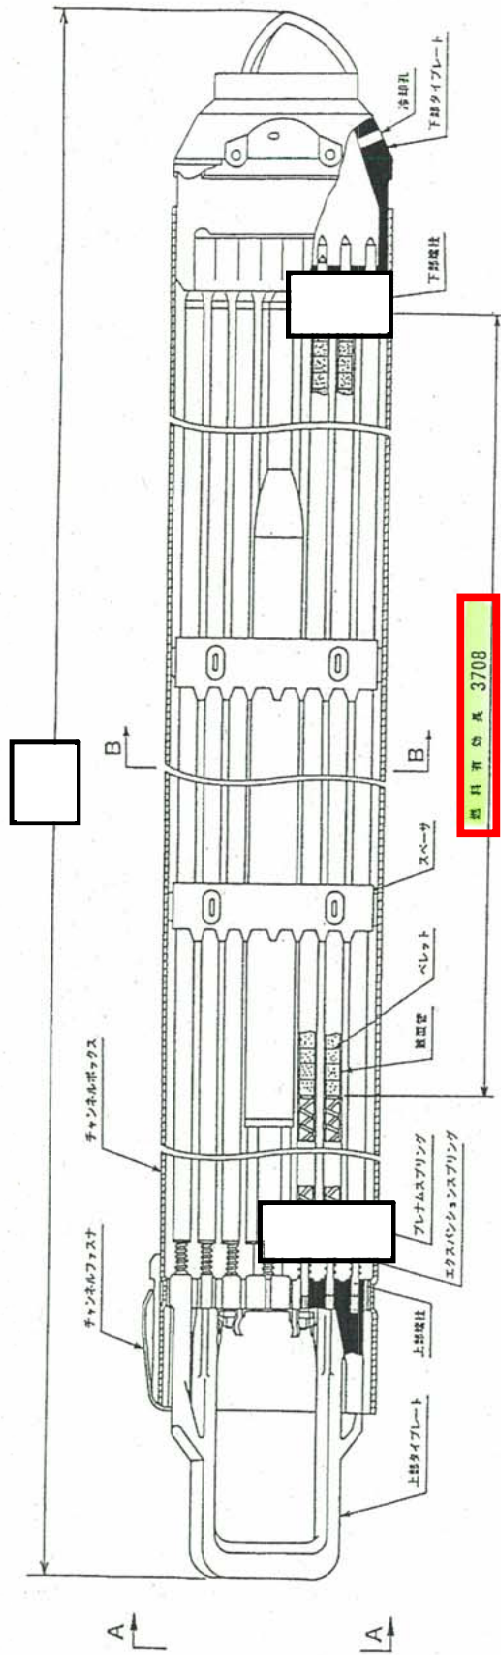 冷却孔
下部タイプレート
下部端栓
燃料有効長 3708
B
B
スペーサ
ペレット
被覆管
チャンネルボックス
プレナムスプリング
エクスパンションスプリング
チャンネルファスナ
上部端栓
上部タイプレート
A
A